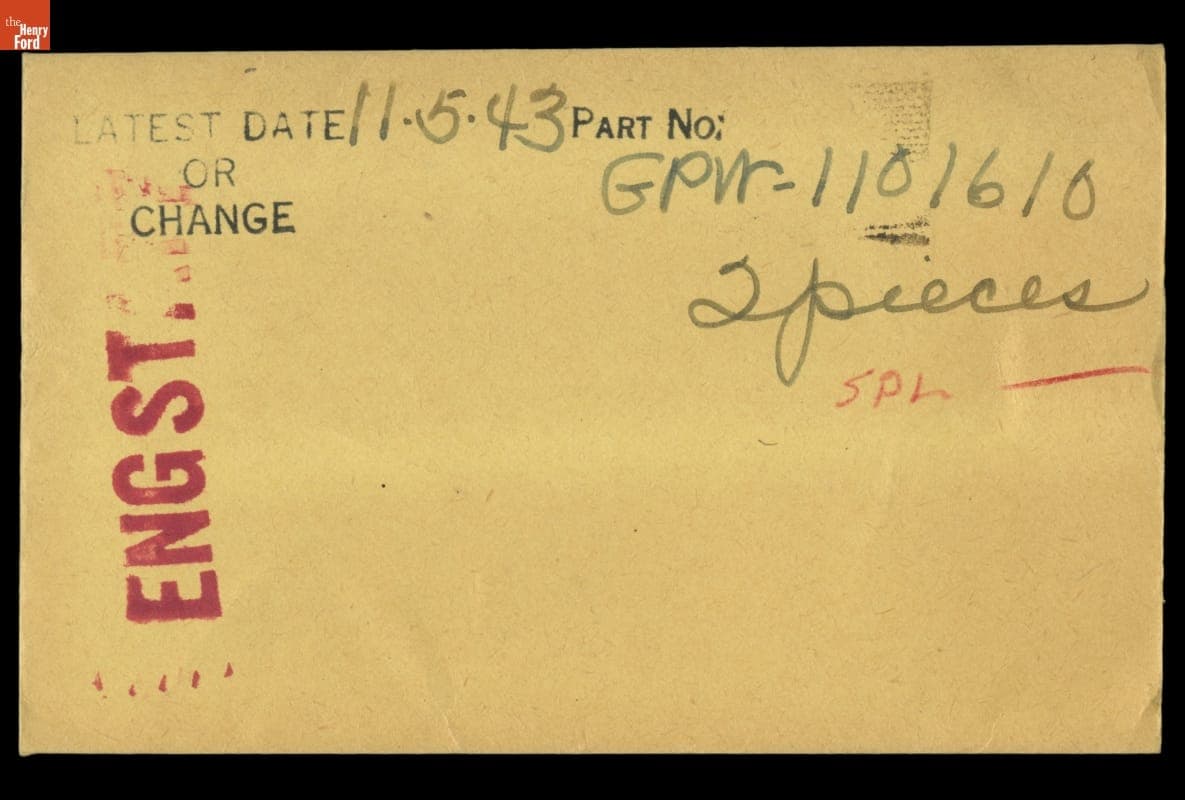 the
Henry
Ford
LATEST DATE 11.5.43 PART NO:
OR
CHANGE
GPW-1101610
2 pieces
SPL —
ENG ST.